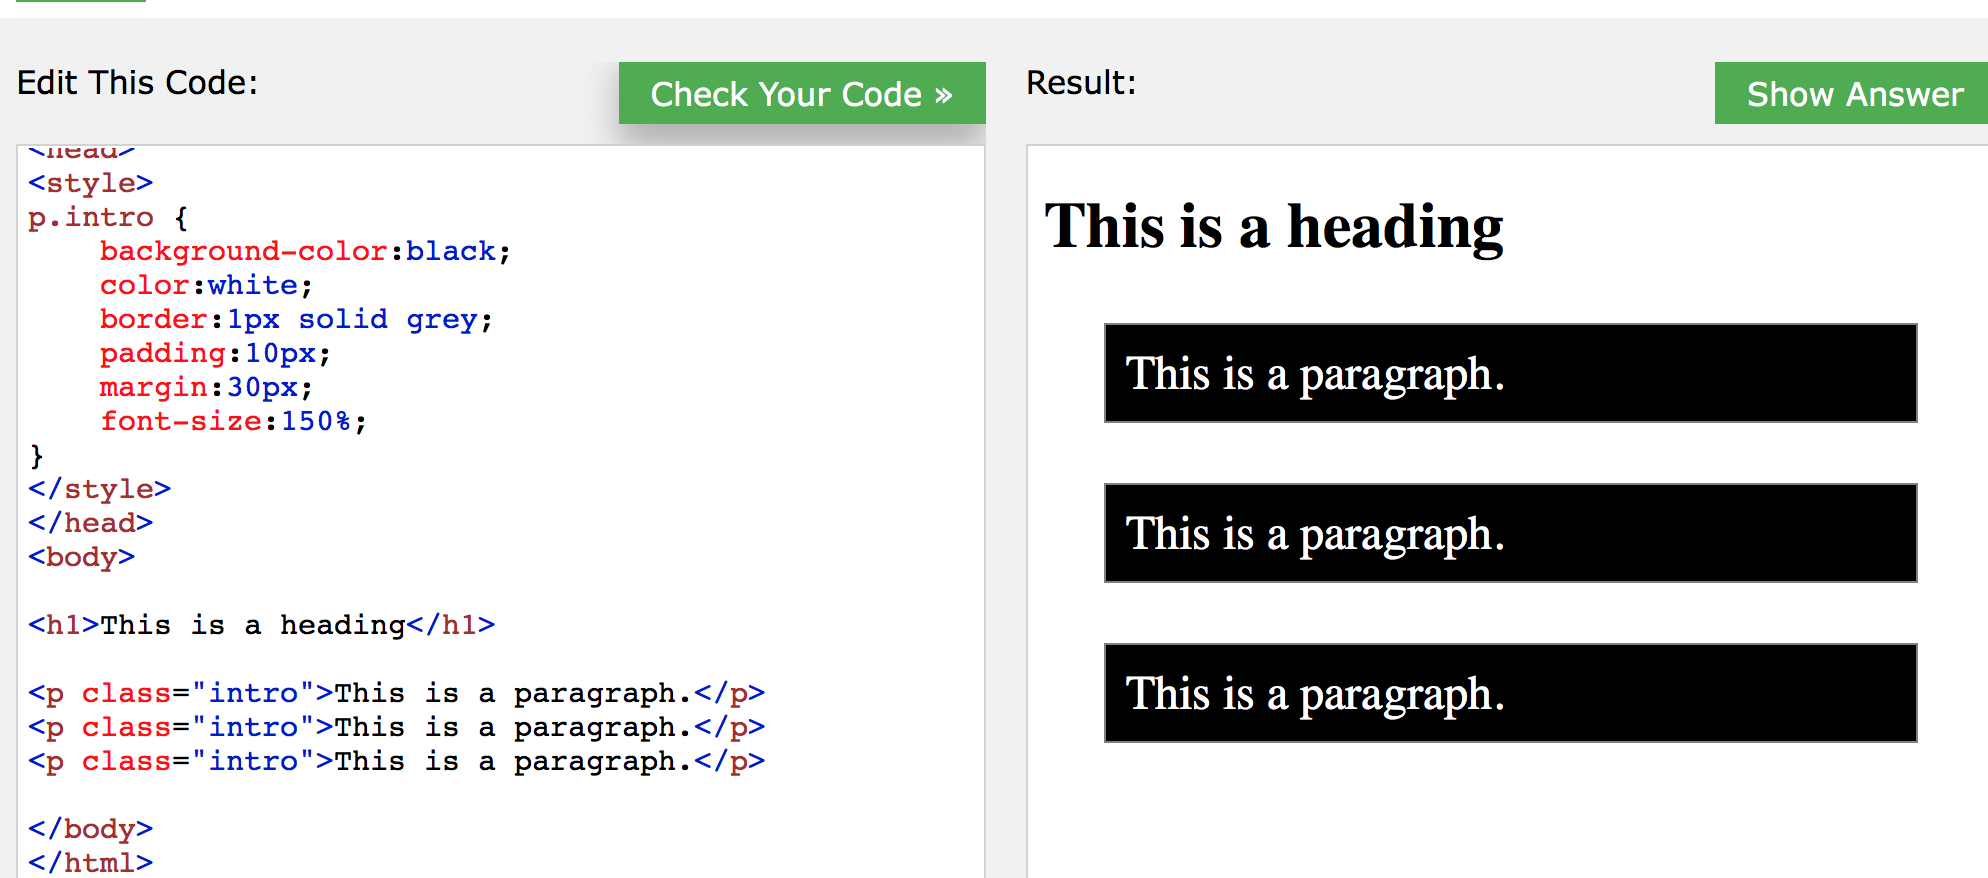 Edit This Code:
Check Your Code »
<head>
<style>
p.intro {
    background-color:black;
    color:white;
    border:1px solid grey;
    padding:10px;
    margin:30px;
    font-size:150%;
}
</style>
</head>
<body>

<h1>This is a heading</h1>

<p class="intro">This is a paragraph.</p>
<p class="intro">This is a paragraph.</p>
<p class="intro">This is a paragraph.</p>

</body>
</html>
Result:
Show Answer
This is a heading
This is a paragraph.
This is a paragraph.
This is a paragraph.